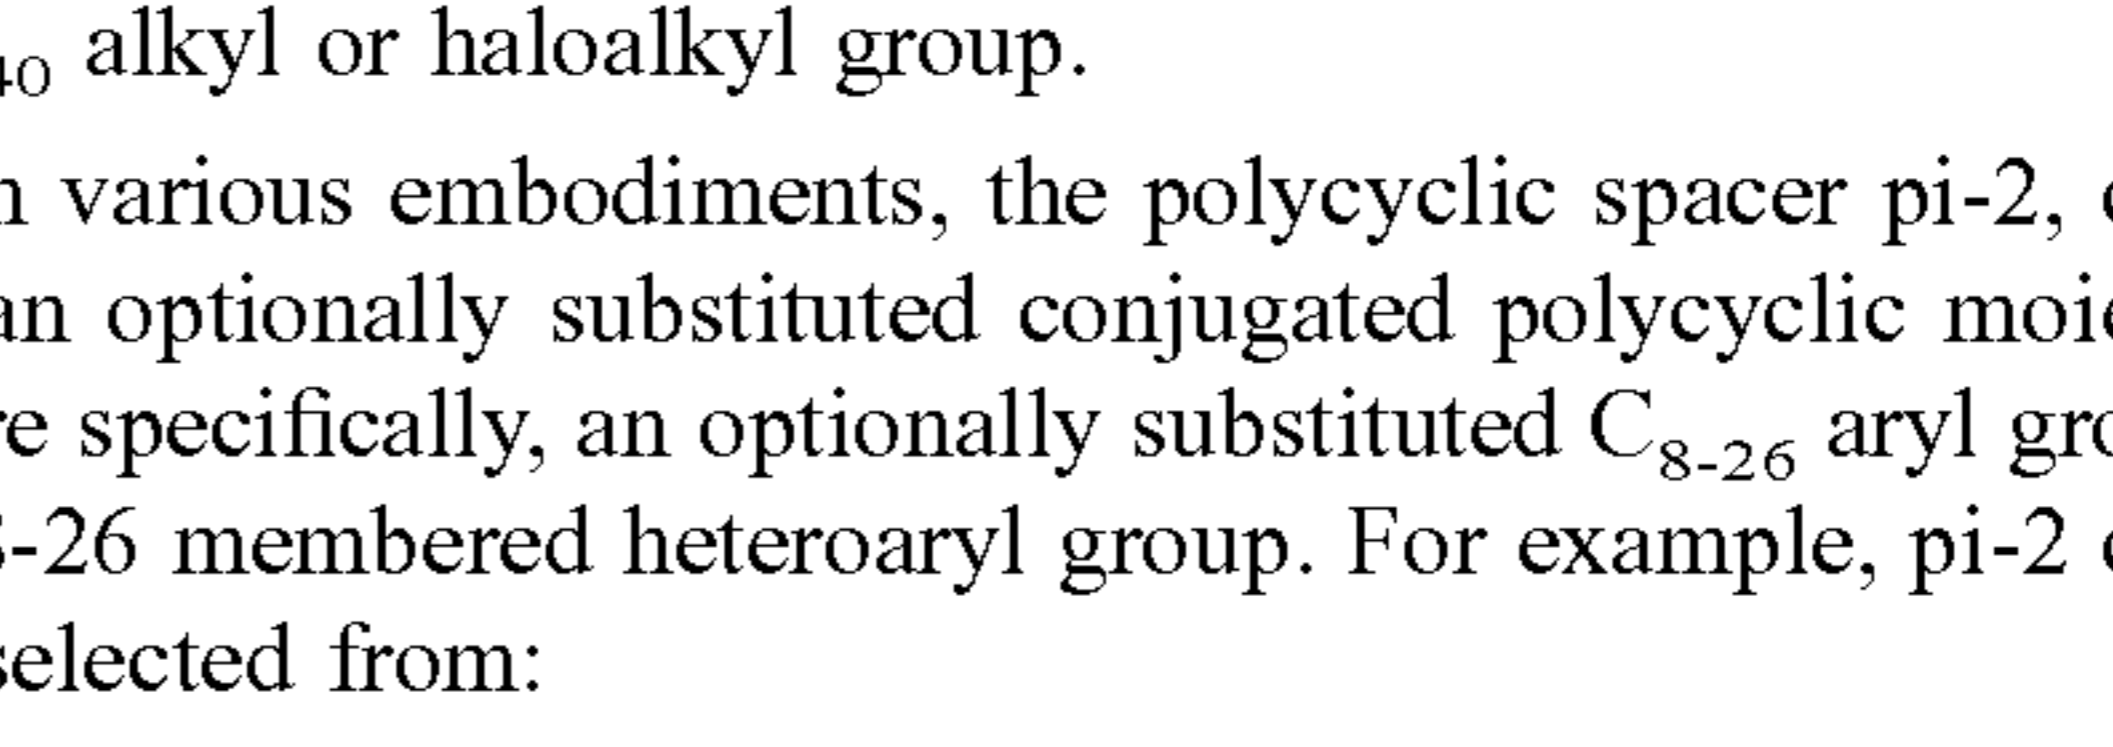 40 alkyl or haloalkyl group.
various embodiments, the polycyclic spacer pi-2,
an optionally substituted conjugated polycyclic
specifically, an optionally substituted C8-26 aryl
-26 membered heteroaryl group. For example, pi-2
selected from: